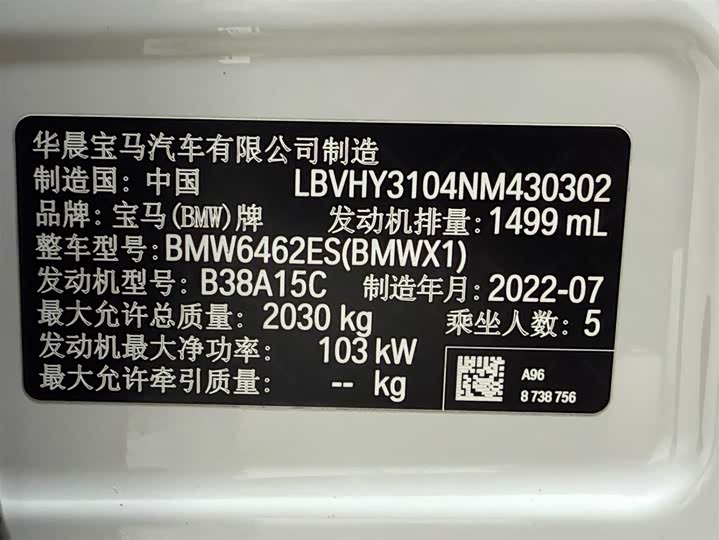 华晨宝马汽车有限公司制造
制造国: 中国 LBVHY3104NM430302
品牌: 宝马(BMW)牌 发动机排量: 1499 mL
整车型号: BMW6462ES(BMWX1)
发动机型号: B38A15C 制造年月: 2022-07
最大允许总质量: 2030 kg 乘坐人数: 5
发动机最大净功率: 103 kW
最大允许牵引质量: -- kg
A96
8 738 756